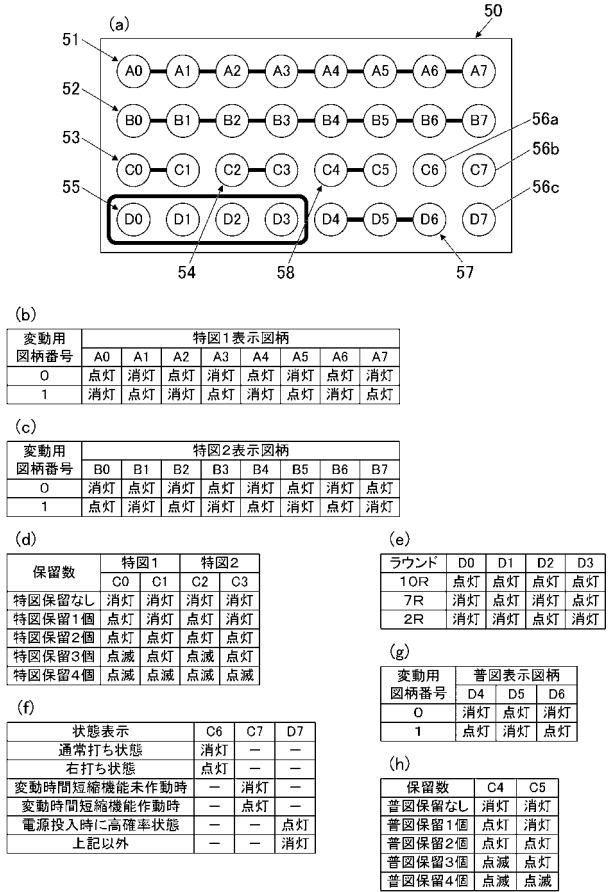 (a)
50
51
A0 A1 A2 A3 A4 A5 A6 A7
52
B0 B1 B2 B3 B4 B5 B6 B7
53
56a
56b
C0 C1 C2 C3 C4 C5 C6 C7
55
56c
D0 D1 D2 D3 D4 D5 D6 D7
54
58
57
(b)
変動用図柄番号 特図1表示図柄
A0 A1 A2 A3 A4 A5 A6 A7
0 点灯 消灯 点灯 消灯 点灯 消灯 点灯 消灯
1 消灯 点灯 消灯 点灯 消灯 点灯 消灯 点灯
(c)
変動用図柄番号 特図2表示図柄
B0 B1 B2 B3 B4 B5 B6 B7
0 消灯 点灯 消灯 点灯 消灯 点灯 消灯 点灯
1 点灯 消灯 点灯 消灯 点灯 消灯 点灯 消灯
(d)
保留数 特図1 特図2
C0 C1 C2 C3
特図保留なし 消灯 消灯 消灯 消灯
特図保留1個 点灯 消灯 点灯 消灯
特図保留2個 点灯 点灯 点灯 点灯
特図保留3個 点滅 点灯 点滅 点灯
特図保留4個 点滅 点滅 点滅 点滅
(e)
ラウンド D0 D1 D2 D3
10R 点灯 点灯 点灯 点灯
7R 消灯 点灯 消灯 点灯
2R 消灯 消灯 点灯 消灯
(f)
状態表示 C6 C7 D7
通常打ち状態 消灯 － －
右打ち状態 点灯 － －
変動時間短縮機能未作動時 － 消灯 －
変動時間短縮機能作動時 － 点灯 －
電源投入時に高確率状態 － － 点灯
上記以外 － － 消灯
(g)
変動用図柄番号 普図表示図柄
D4 D5 D6
0 消灯 点灯 消灯
1 点灯 消灯 点灯
(h)
保留数 C4 C5
普図保留なし 消灯 消灯
普図保留1個 点灯 消灯
普図保留2個 点灯 点灯
普図保留3個 点滅 点灯
普図保留4個 点滅 点滅